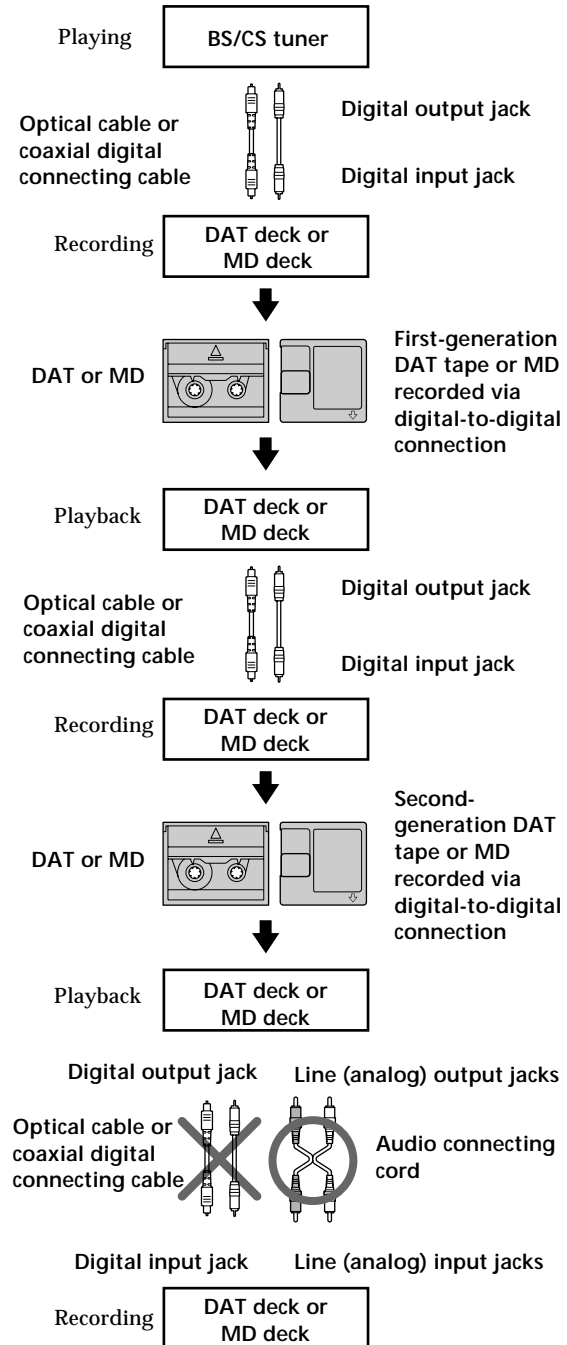 Playing
BS/CS tuner
Optical cable or
coaxial digital
connecting cable
Digital output jack
Digital input jack
Recording
DAT deck or
MD deck
DAT or MD
First-generation
DAT tape or MD
recorded via
digital-to-digital
connection
Playback
DAT deck or
MD deck
Optical cable or
coaxial digital
connecting cable
Digital output jack
Digital input jack
Recording
DAT deck or
MD deck
DAT or MD
Second-
generation DAT
tape or MD
recorded via
digital-to-digital
connection
Playback
DAT deck or
MD deck
Digital output jack
Line (analog) output jacks
Optical cable or
coaxial digital
connecting cable
Audio connecting
cord
Digital input jack
Line (analog) input jacks
Recording
DAT deck or
MD deck